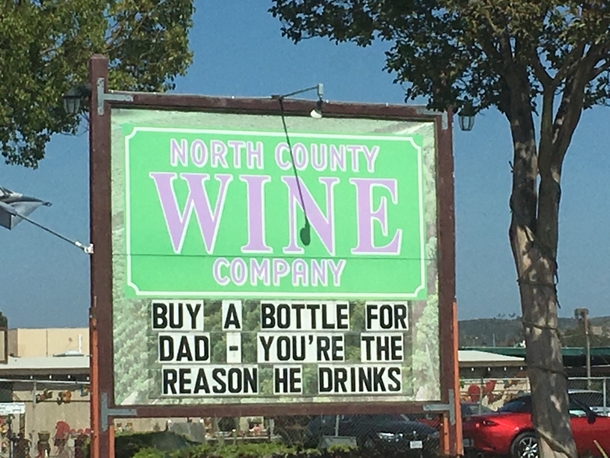 NORTH COUNTY
WINE
COMPANY
BUY A BOTTLE FOR
DAD - YOU'RE THE
REASON HE DRINKS